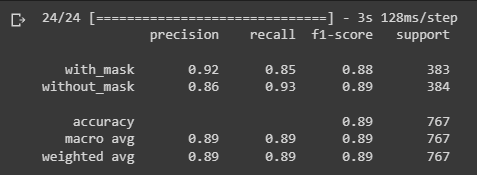 24/24 [==============================] - 3s 128ms/step
precision recall f1-score support
with_mask 0.92 0.85 0.88 383
without_mask 0.86 0.93 0.89 384
accuracy 0.89 767
macro avg 0.89 0.89 0.89 767
weighted avg 0.89 0.89 0.89 767